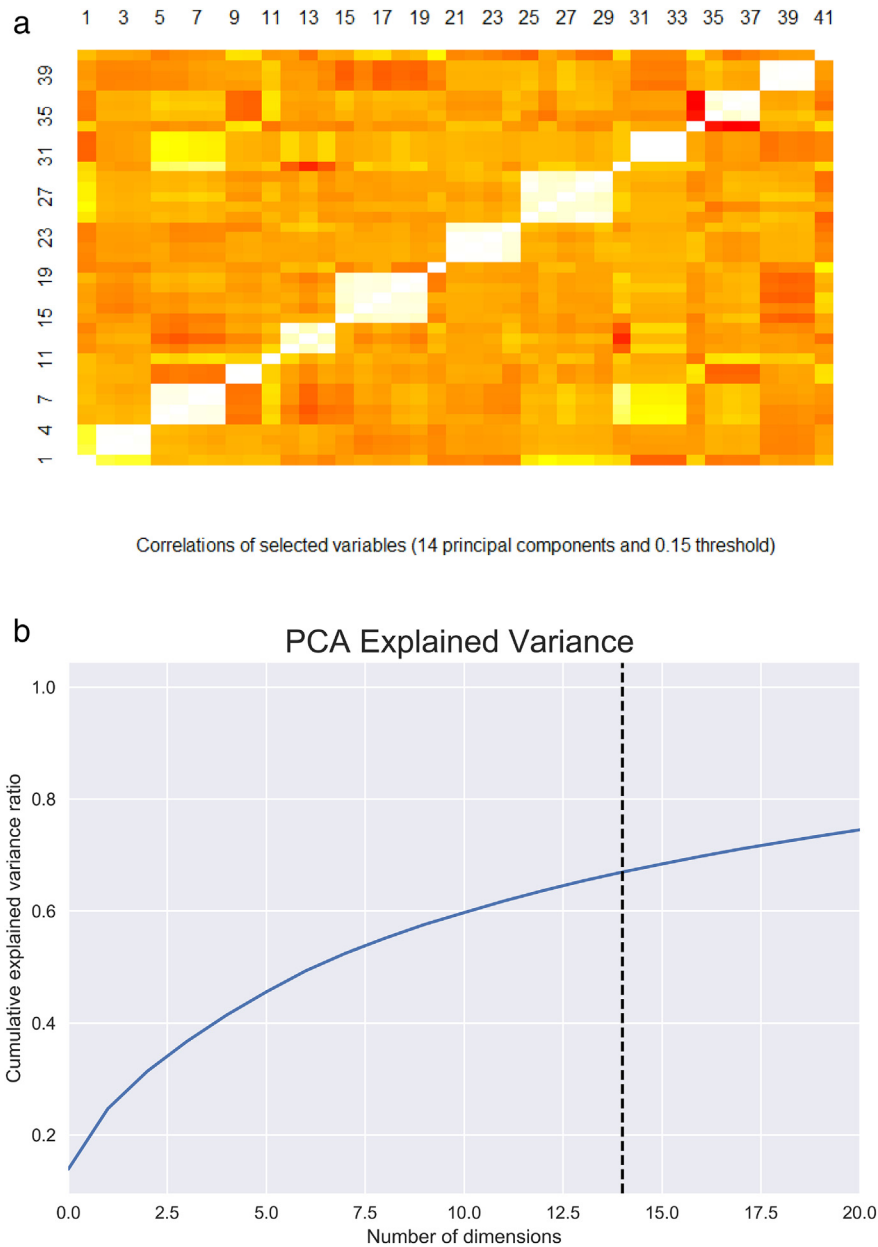 a
1 3 5 7 9 11 13 15 17 19 21 23 25 27 29 31 33 35 37 39 41
39
35
31
27
23
19
15
11
7
4
1
Correlations of selected variables (14 principal components and 0.15 threshold)
b
PCA Explained Variance
Cumulative explained variance ratio
1.0
0.8
0.6
0.4
0.2
0.0 2.5 5.0 7.5 10.0 12.5 15.0 17.5 20.0
Number of dimensions